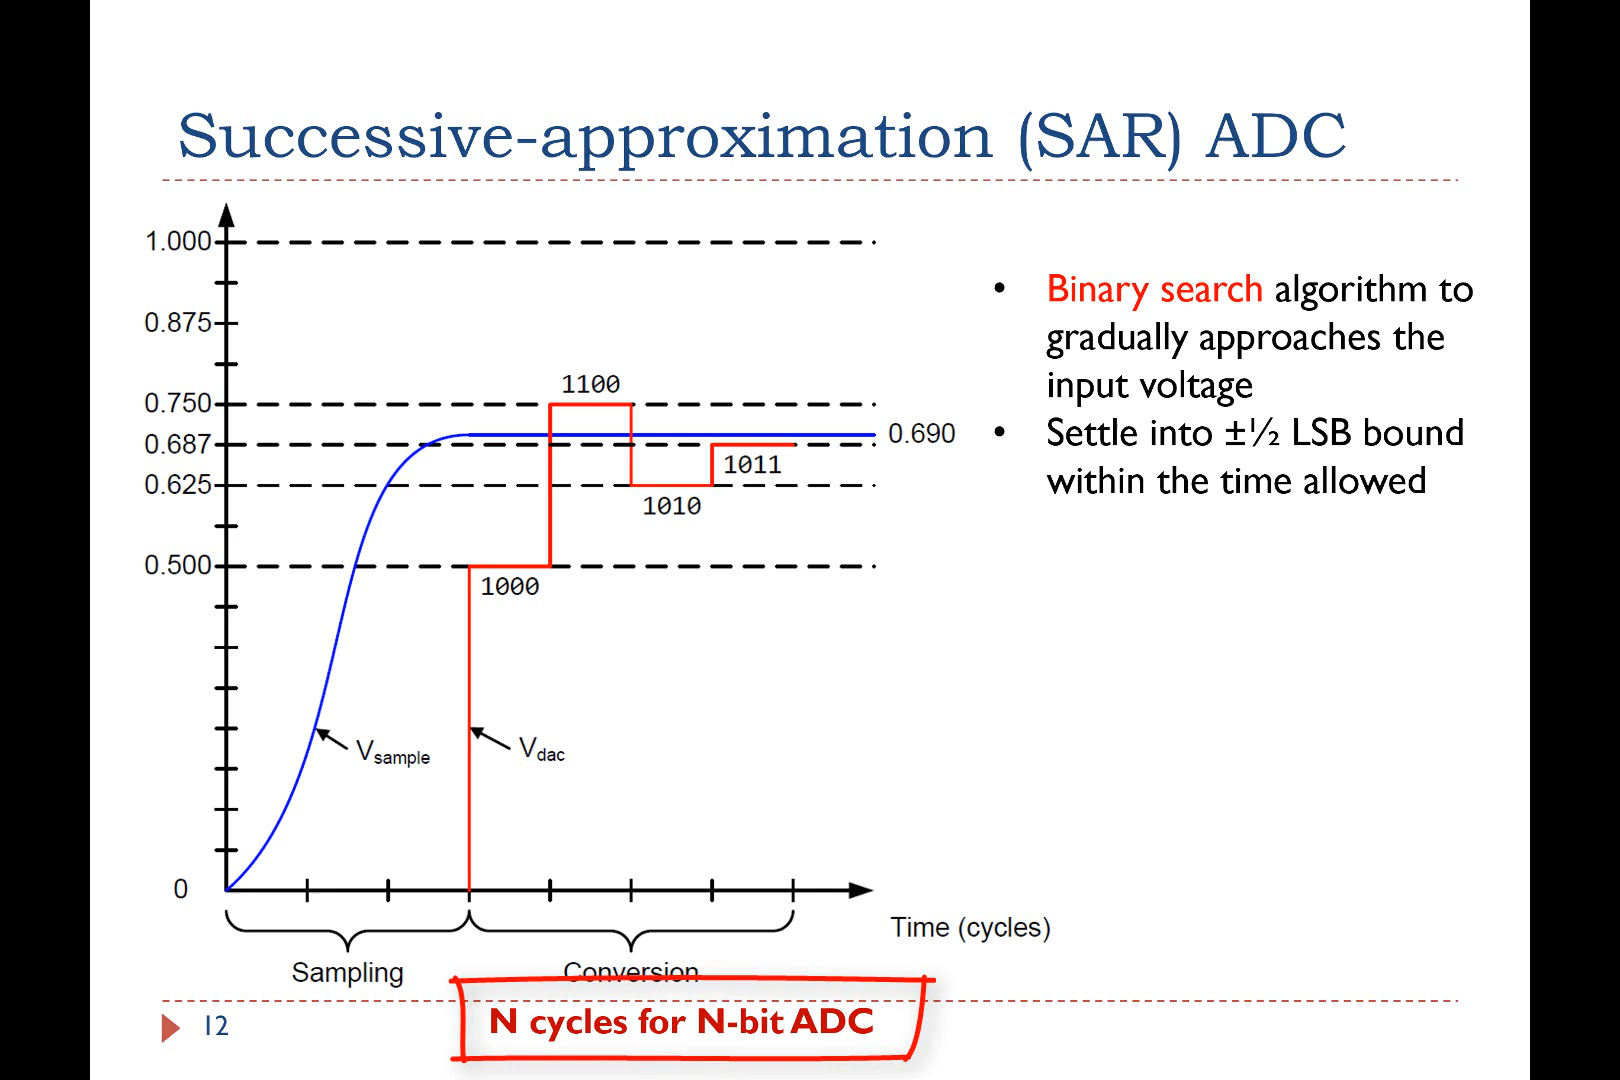 Successive-approximation (SAR) ADC
1.000
0.875
0.750
0.687
0.625
0.500
0
1100
1000
1010
1011
0.690
Vsample
Vdac
Time (cycles)
Sampling
Conversion
• Binary search algorithm to
gradually approaches the
input voltage
• Settle into ±½ LSB bound
within the time allowed
12
N cycles for N-bit ADC